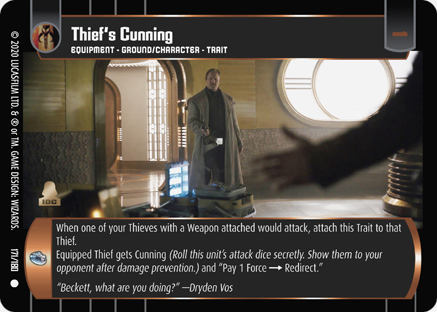 Thief's Cunning
EQUIPMENT - GROUND/CHARACTER - TRAIT
100
When one of your Thieves with a Weapon attached would attack, attach this Trait to that
Thief.
Equipped Thief gets Cunning (Roll this unit's attack dice secretly. Show them to your
opponent after damage prevention.) and "Pay 1 Force → Redirect."
"Beckett, what are you doing?" —Dryden Vos
© 2020 LUCASFILM LTD. & ® or TM. GAME DESIGN, WIZARDS.